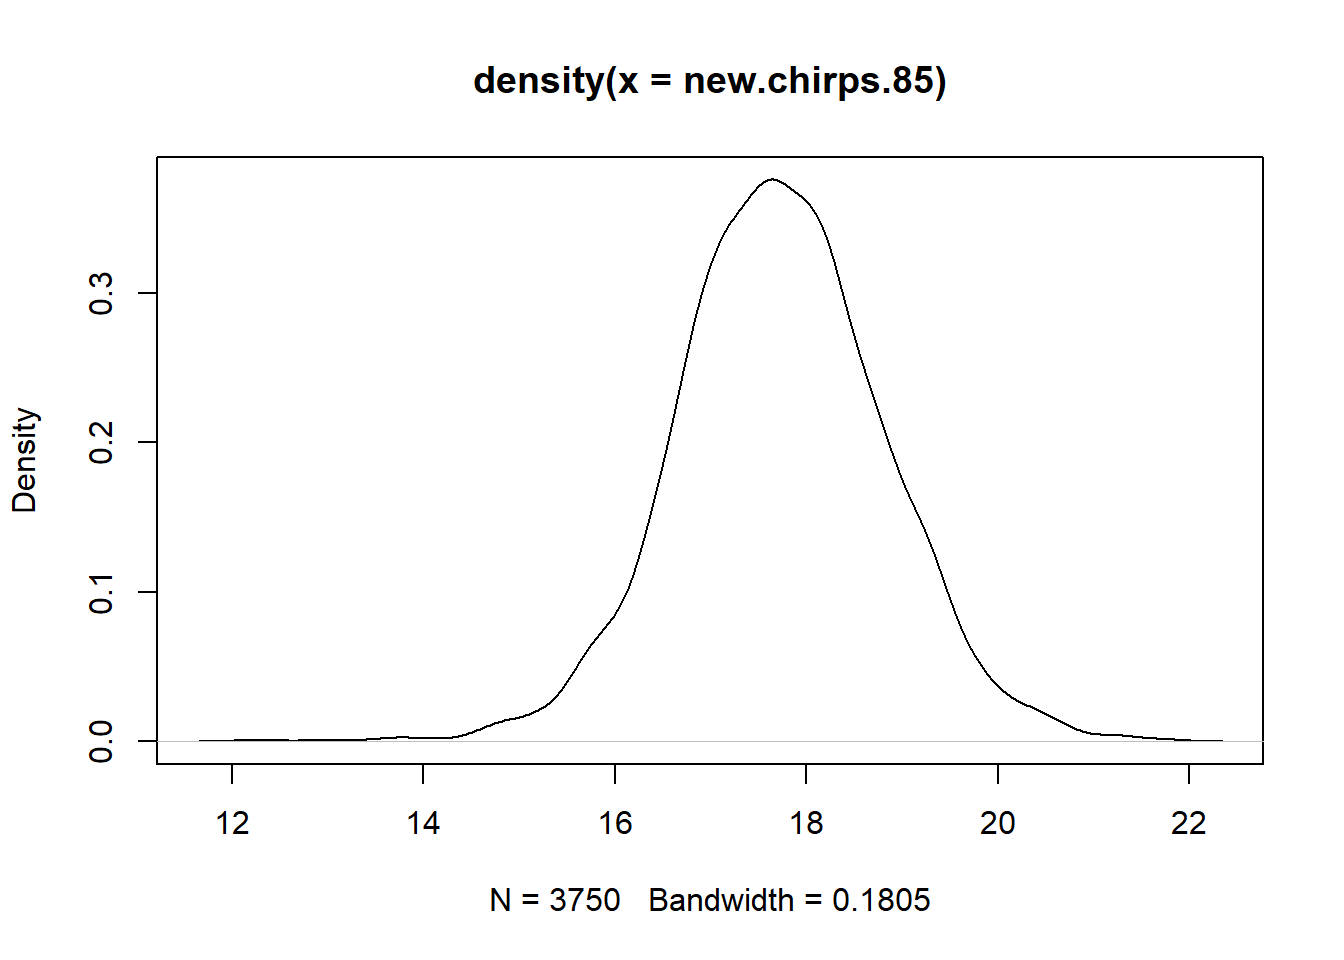 density(x = new.chirps.85)
Density
0.3
0.2
0.1
0.0
12 14 16 18 20 22
N = 3750   Bandwidth = 0.1805